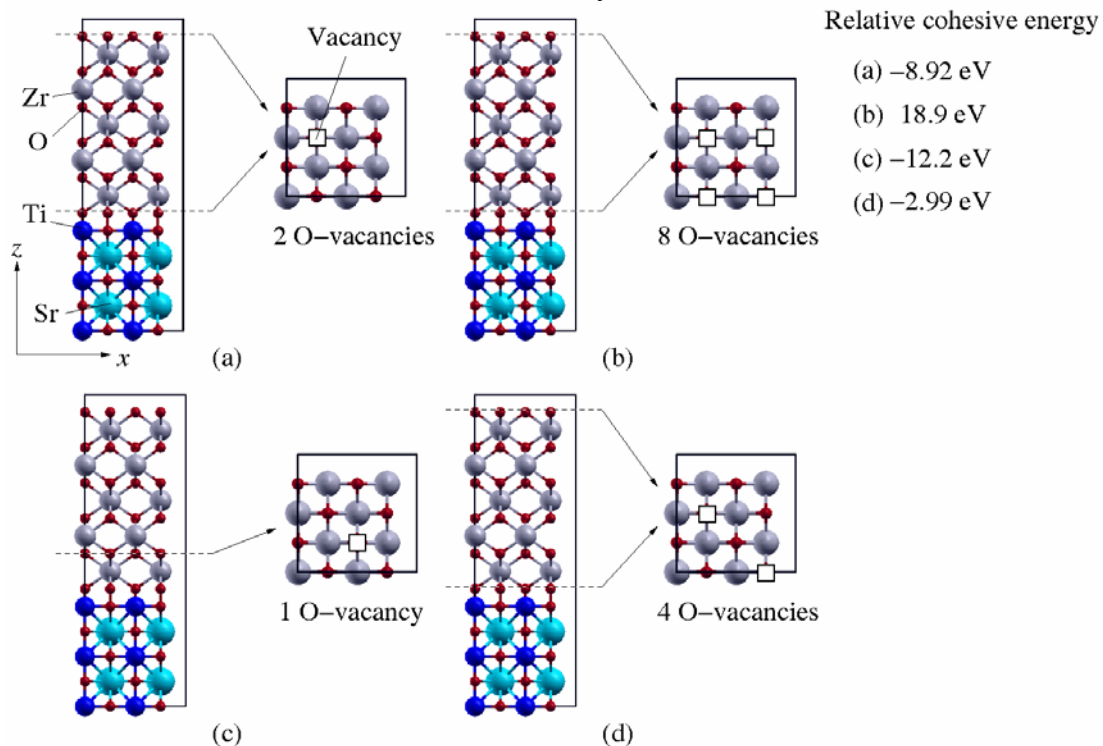 Relative cohesive energy
(a) –8.92 eV
(b) 18.9 eV
(c) –12.2 eV
(d) –2.99 eV
Vacancy
Zr
O
Ti
Sr
z
x
2 O–vacancies
(a)
8 O–vacancies
(b)
1 O–vacancy
(c)
4 O–vacancies
(d)